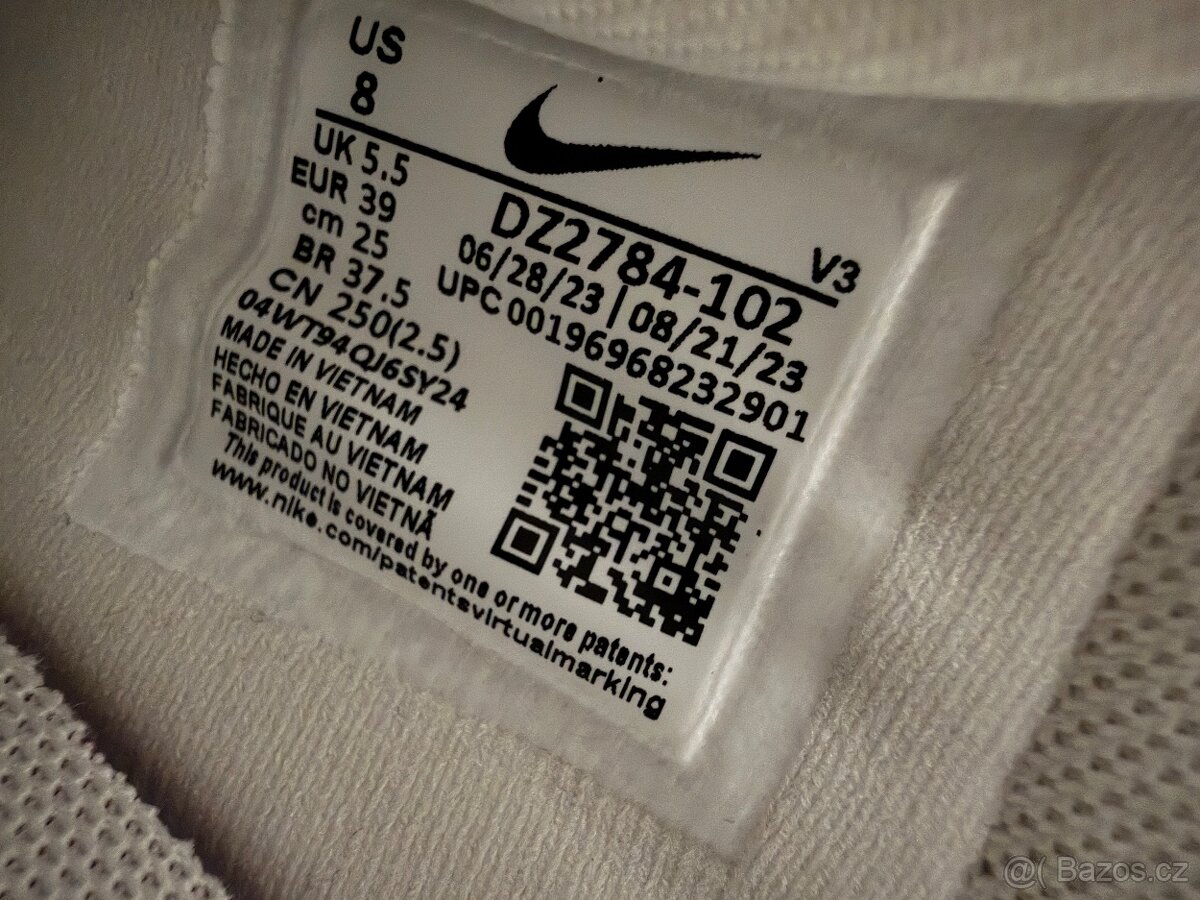 US
8
UK 5.5
EUR 39
cm 25
BR 37.5
CN 250(2.5)
04WT94QJ6SY24
MADE IN VIETNAM
HECHO EN VIETNAM
FABRIQUE AU VIETNAM
FABRICADO NO VIETNÃ
This product is covered by one or more patents:
www.nike.com/patentsvirtualmarking
V3
DZ2784-102
06/28/23 | 08/21/23
UPC 00196968232901
@( Bazos.cz